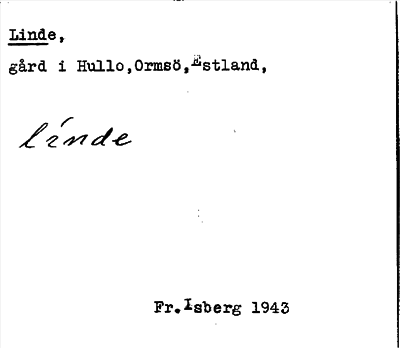 Linde,
gård i Hullo,Ormsö,Estland,
linde
Fr.Isberg 1943